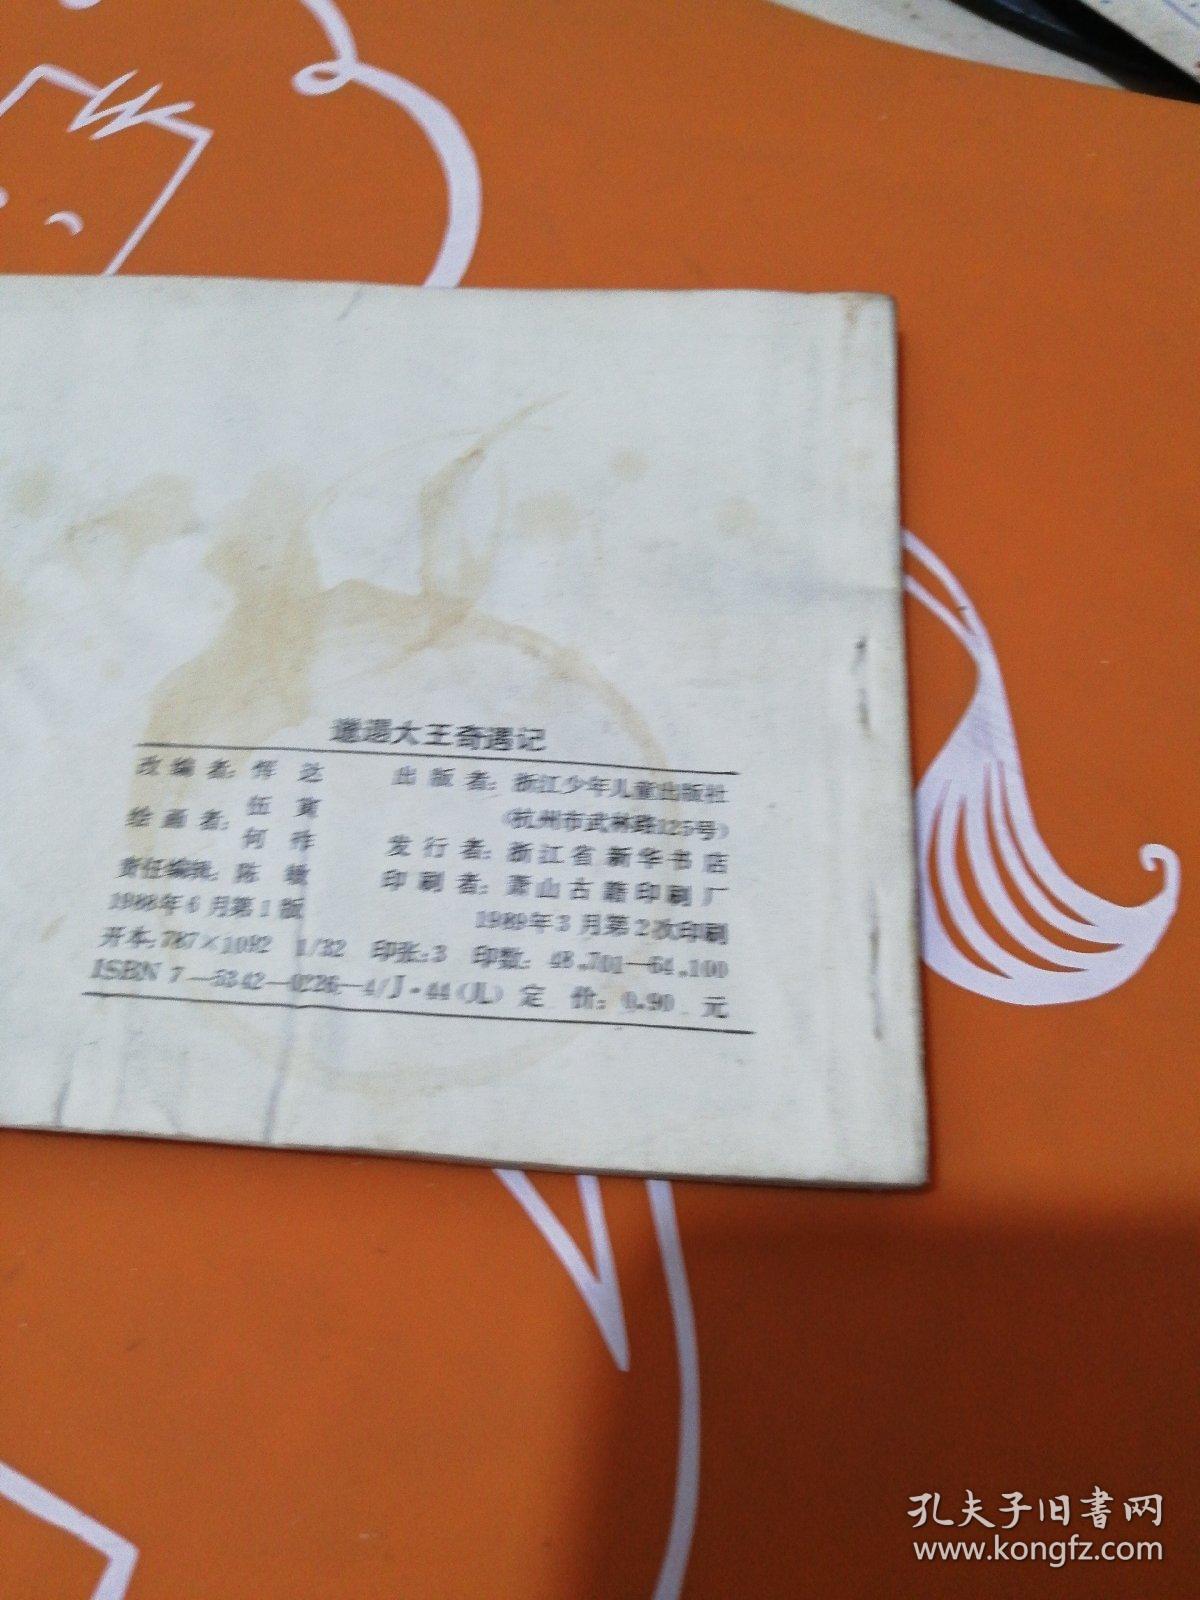 邋遢大王奇遇记
改编者：恽 达
绘画者：伍 寅
何 祚
责任编辑：陈 敏
1988年6月第1版
出版者：浙江少年儿童出版社
（杭州市武林路125号）
发行者：浙江省新华书店
印刷者：萧山古籍印刷厂
1989年3月第2次印刷
开本：787×1092 1/32 印张：3 印数：48,701—64,100
ISBN 7—5342—0226—4/J·44（儿） 定 价：0.90 元
孔夫子旧书网
www.kongfz.com